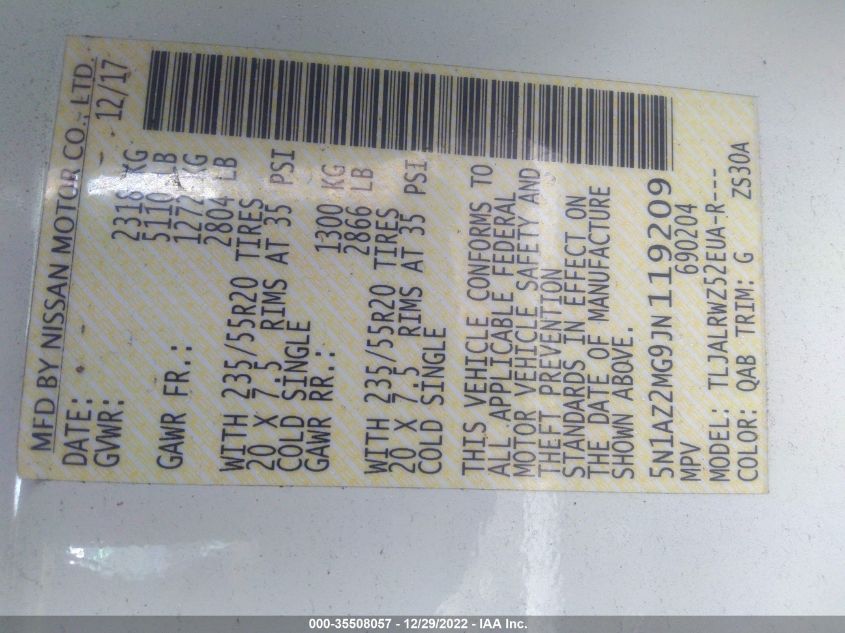 MFD BY NISSAN MOTOR CO., LTD.
DATE: 12/17
GVWR: 2318 KG
5110 LB
GAWR FR.: 1272 KG
2804 LB
WITH 235/55R20 TIRES
20 X 7.5 RIMS AT 35 PSI
COLD SINGLE
GAWR RR.: 1300 KG
2866 LB
WITH 235/55R20 TIRES
20 X 7.5 RIMS AT 35 PSI
COLD SINGLE
THIS VEHICLE CONFORMS TO
ALL APPLICABLE FEDERAL
MOTOR VEHICLE SAFETY AND
THEFT PREVENTION
STANDARDS IN EFFECT ON
THE DATE OF MANUFACTURE
SHOWN ABOVE.
5N1AZ2MG9JN119209
MPV 690204
MODEL: TLJALRWZ52EUA-R---
COLOR: QAB TRIM: G ZS30A
000-35508057 - 12/29/2022 - IAA Inc.